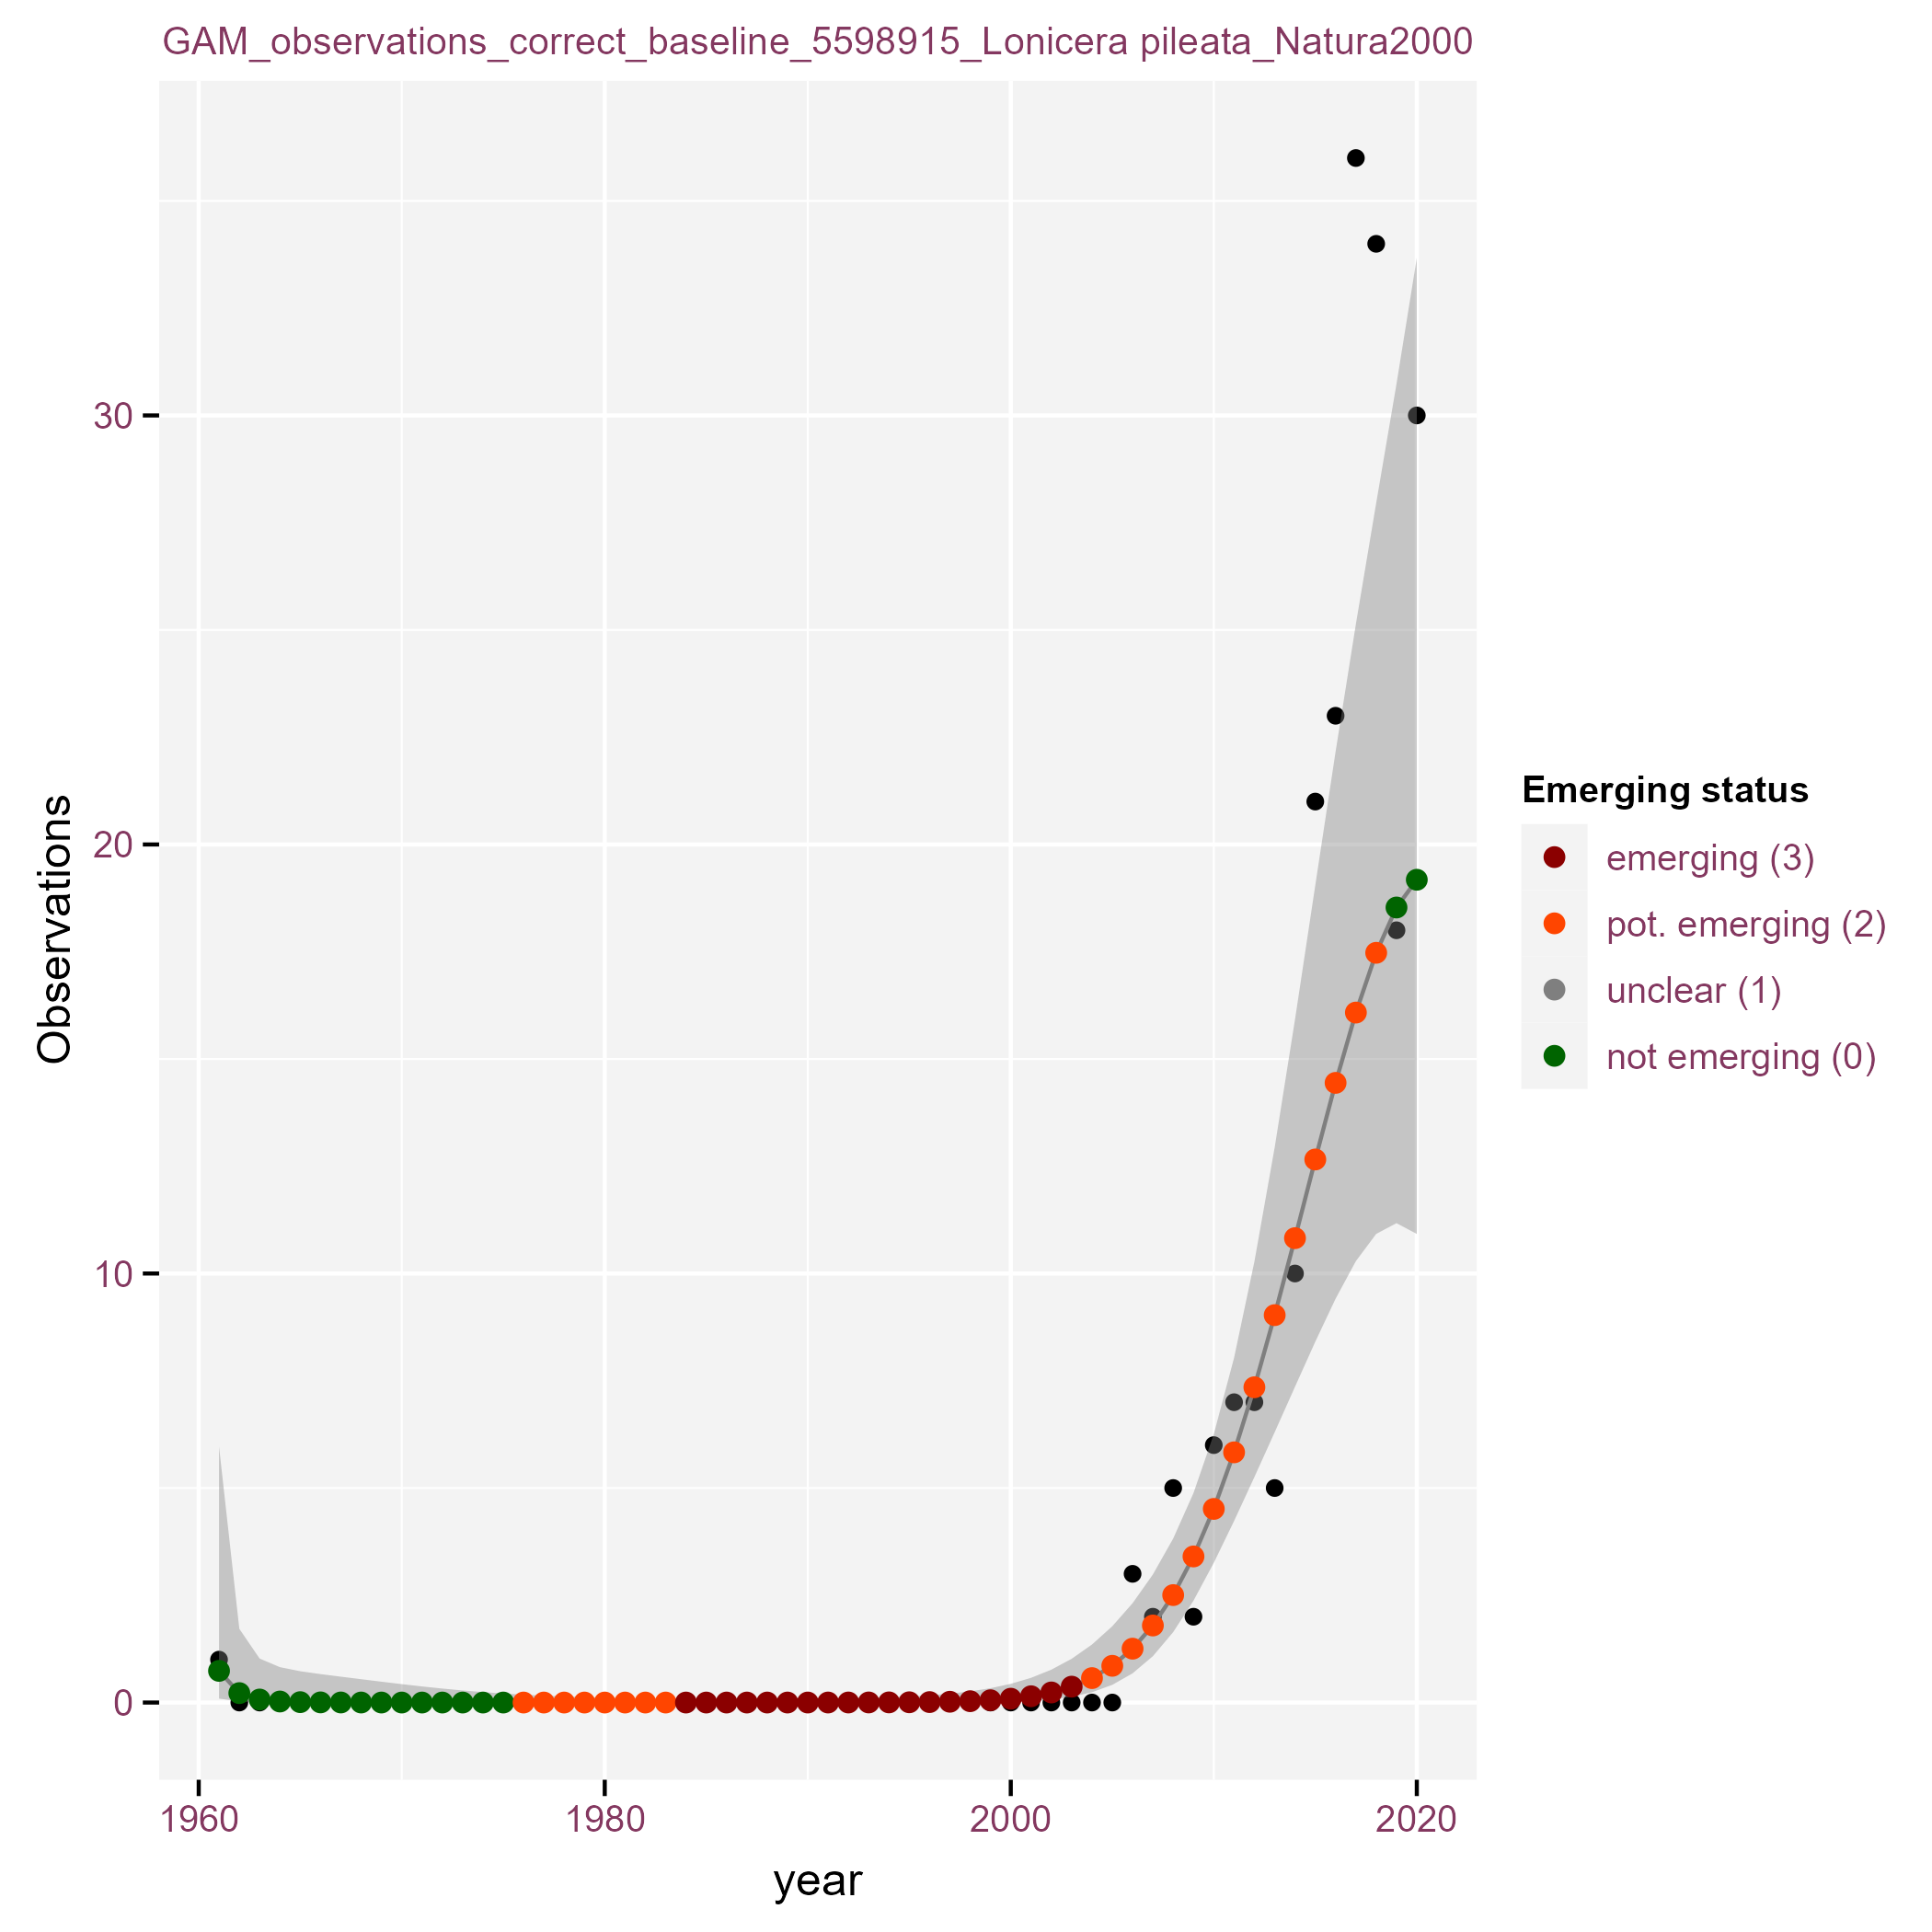 GAM_observations_correct_baseline_5598915_Lonicera pileata_Natura2000
30
20
10
0
Observations
1960
1980
2000
2020
year
Emerging status
emerging (3)
pot. emerging (2)
unclear (1)
not emerging (0)